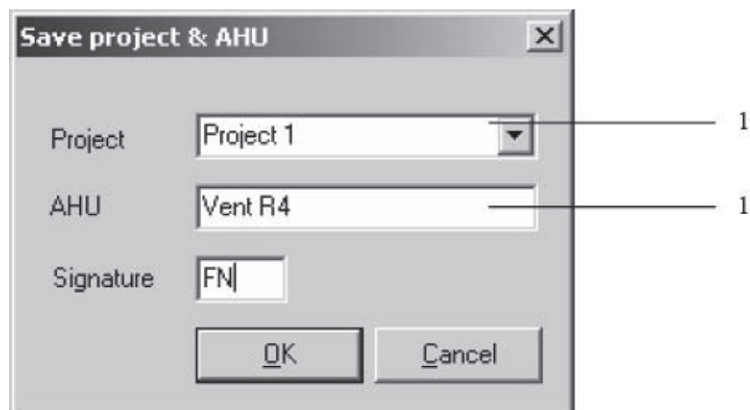 Save project & AHU
Project Project 1 1
AHU Vent R4 1
Signature FN
OK Cancel